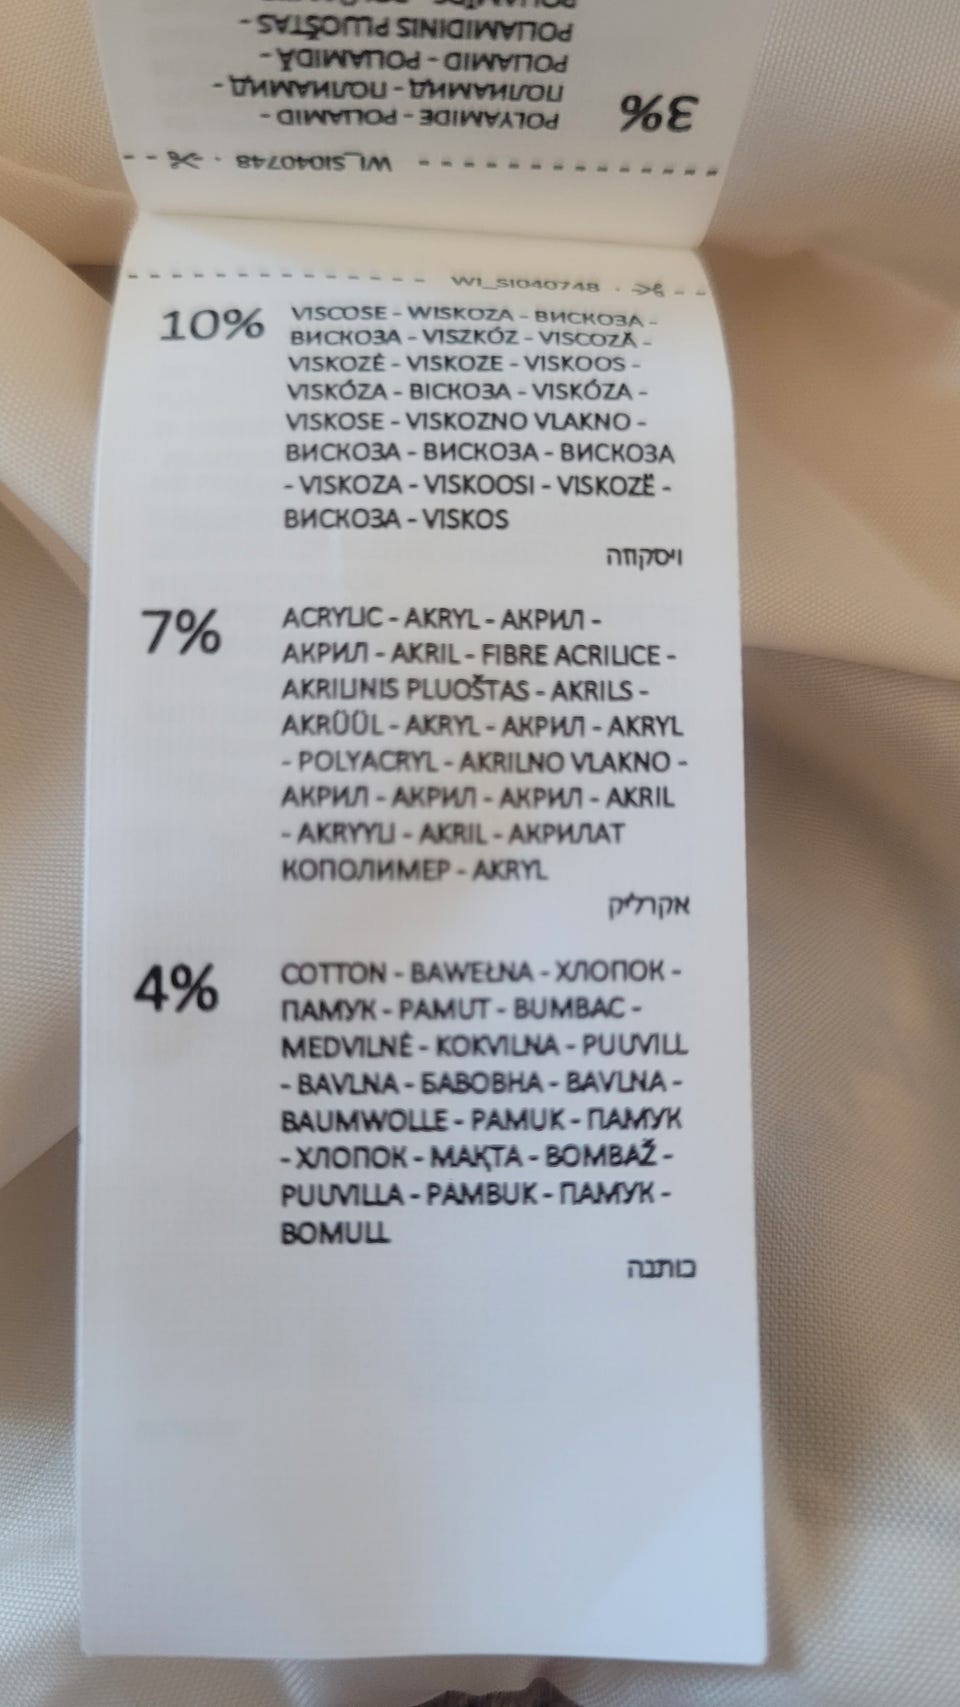 POLIAMIDINIS PLUOŠTAS -
POLIAMID - POLIAMIDĂ -
ПОЛИАМИД - ПОЛИАМИД -
3% POLYAMIDE - POLIAMID -
WI_SI040748
WI_SI040748
10% VISCOSE - WISKOZA - ВИСКОЗА -
ВИСКОЗА - VISZKÓZ - VISCOZĂ -
VISKOZĖ - VISKOZE - VISKOOS -
VISKÓZA - ВІСКОЗА - VISKÓZA -
VISKOSE - VISKOZNO VLAKNO -
ВИСКОЗА - ВИСКОЗА - ВИСКОЗА
- VISKOZA - VISKOOSI - VISKOZË -
ВИСКОЗА - VISKOS
ויסקוזה
7% ACRYLIC - AKRYL - АКРИЛ -
АКРИЛ - AKRIL - FIBRE ACRILICE -
AKRILINIS PLUOŠTAS - AKRILS -
AKRÜÜL - AKRYL - АКРИЛ - AKRYL
- POLYACRYL - AKRILNO VLAKNO -
АКРИЛ - АКРИЛ - АКРИЛ - AKRIL
- AKRYYLI - AKRIL - АКРИЛАТ
КОПОЛИМЕР - AKRYL
אקרליק
4% COTTON - BAWEŁNA - ХЛОПОК -
ПАМУК - PAMUT - BUMBAC -
MEDVILNĖ - KOKVILNA - PUUVILL
- BAVLNA - БАВОВНА - BAVLNA -
BAUMWOLLE - PAMUK - ПАМУК
- ХЛОПОК - МАҚТА - BOMBAŽ -
PUUVILLA - PAMBUK - ПАМУК -
BOMULL
כותנה